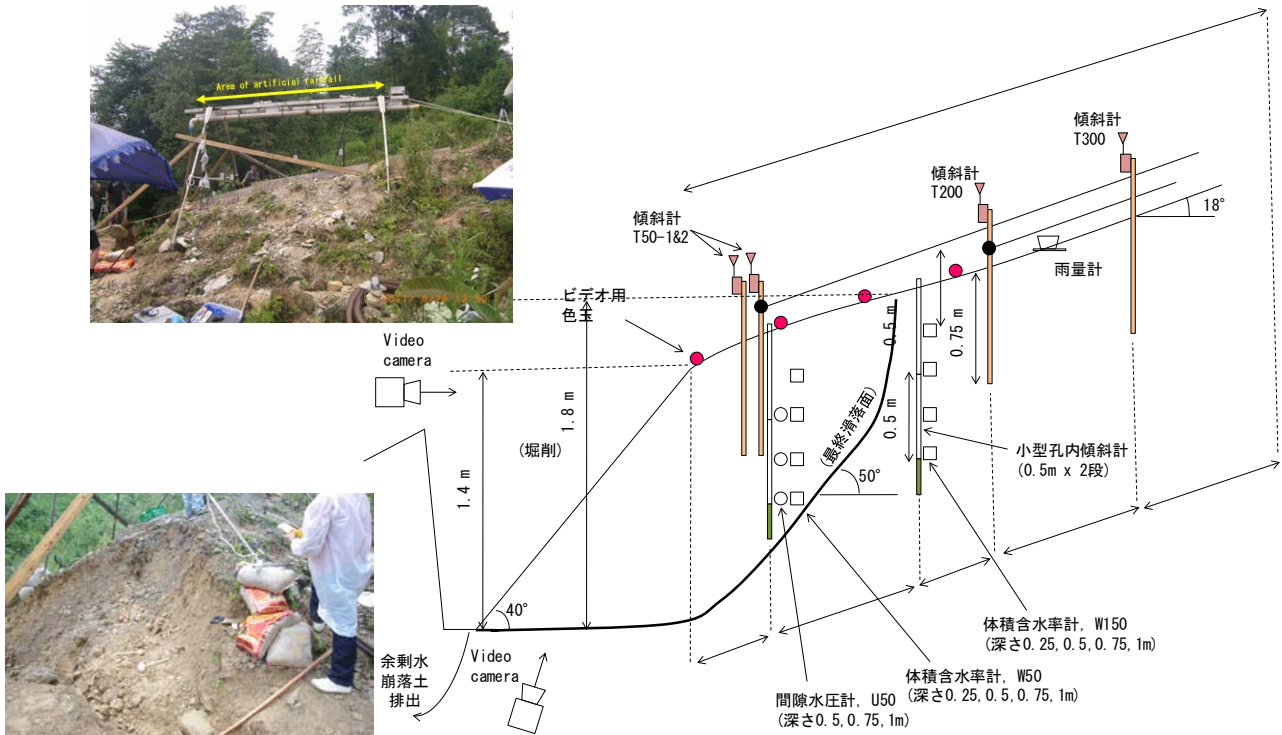 Area of artificial rainfall
傾斜計
T300
傾斜計
T200
傾斜計
T50-1&2
18°
雨量計
ビデオ用
色玉
Video
camera
0.5 m
0.75 m
1.8 m
0.5 m
(堀削)
(最終滑落面)
小型孔内傾斜計
(0.5m x 2段)
50°
1.4 m
40°
体積含水率計, W150
(深さ0.25,0.5,0.75,1m)
余剰水
崩落土
排出
Video
camera
体積含水率計, W50
(深さ0.25,0.5,0.75,1m)
間隙水圧計, U50
(深さ0.5,0.75,1m)